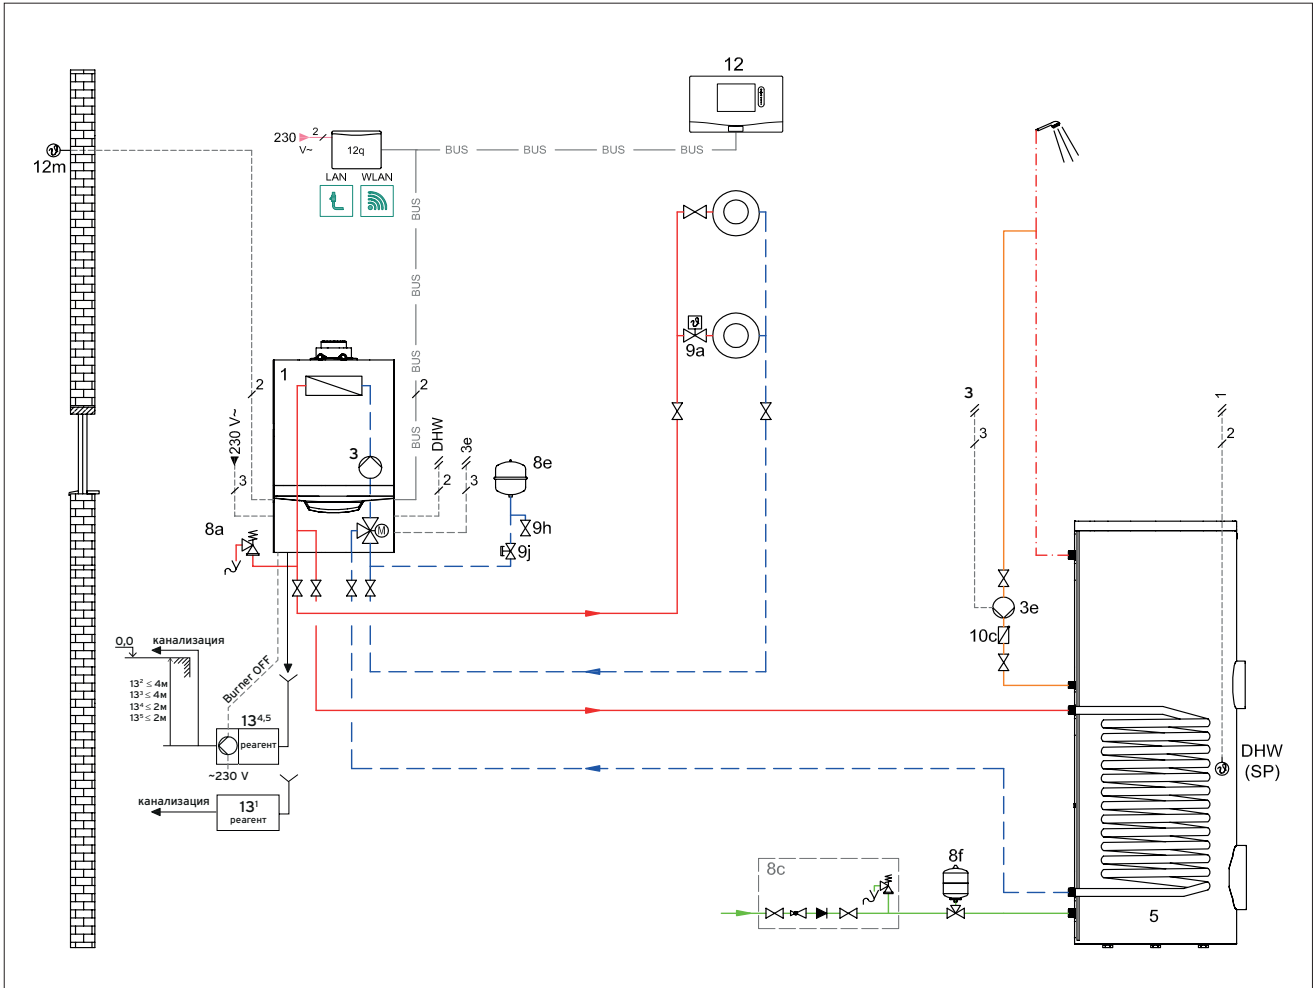 12
230
V~
2
12q
BUS
BUS
BUS
BUS
LAN
WLAN
12m
BUS
BUS
BUS
BUS
9a
1
2
2
230 V~
3
3
DHW
2
3e
3
8e
9h
9j
8a
M
3
3
3e
10c
1
2
0,0
канализация
13² ≤ 4м
13³ ≤ 4м
13⁴ ≤ 2м
13⁵ ≤ 2м
Burner OFF
13⁴,⁵
реагент
~230 V
канализация
13¹
реагент
DHW
(SP)
8c
8f
5